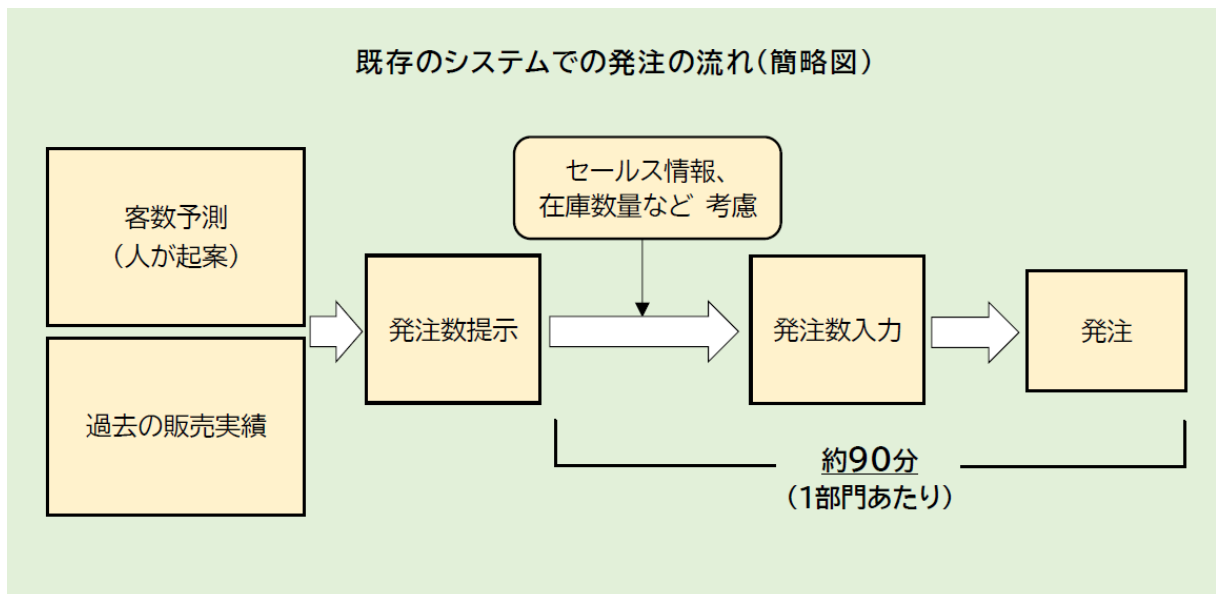 既存のシステムでの発注の流れ(簡略図)
セールス情報、
在庫数量など 考慮
客数予測
(人が起案)
過去の販売実績
発注数提示
発注数入力
発注
約90分
(1部門あたり)